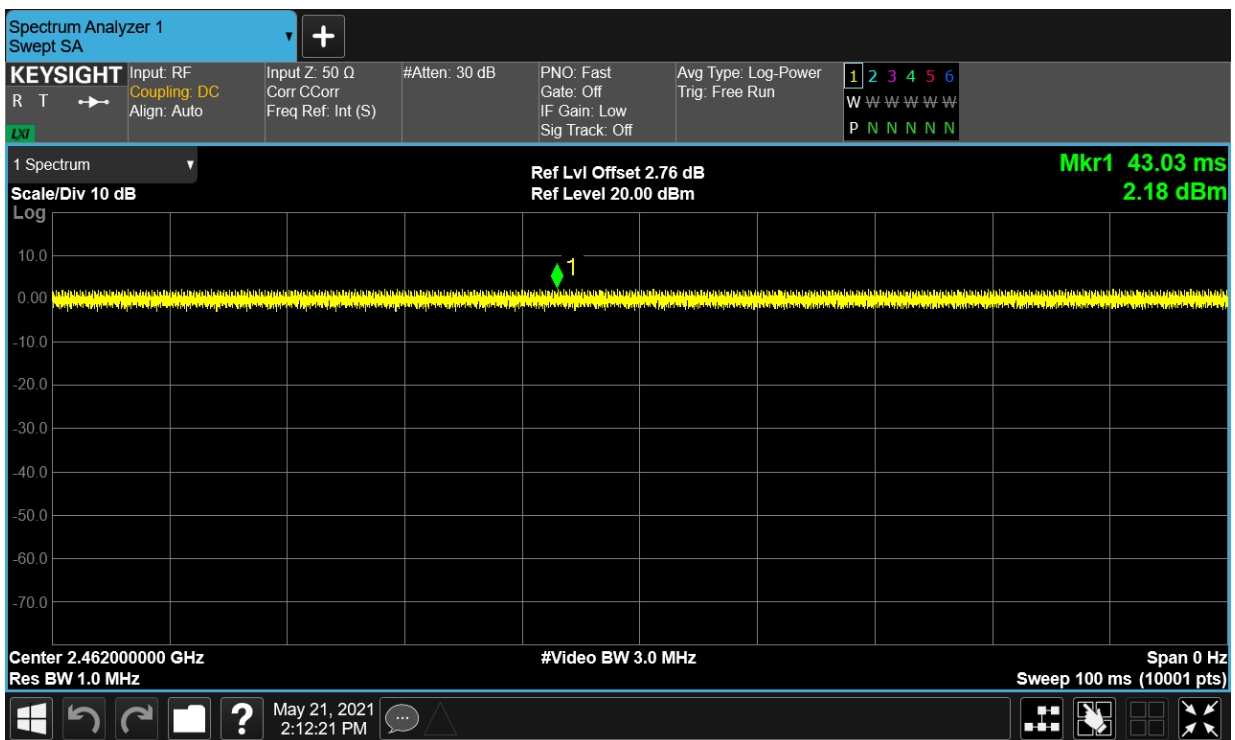 Spectrum Analyzer 1
Swept SA
KEYSIGHT
R T
LXI
Input: RF
Coupling: DC
Align: Auto
Input Z: 50 Ω
Corr CCorr
Freq Ref: Int (S)
#Atten: 30 dB
PNO: Fast
Gate: Off
IF Gain: Low
Sig Track: Off
Avg Type: Log-Power
Trig: Free Run
1 2 3 4 5 6
W W W W W W
P N N N N N
1 Spectrum
Scale/Div 10 dB
Ref Lvl Offset 2.76 dB
Ref Level 20.00 dBm
Mkr1 43.03 ms
2.18 dBm
Log
1
10.0
0.00
-10.0
-20.0
-30.0
-40.0
-50.0
-60.0
-70.0
Center 2.462000000 GHz
#Video BW 3.0 MHz
Span 0 Hz
Res BW 1.0 MHz
Sweep 100 ms (10001 pts)
?
May 21, 2021
2:12:21 PM